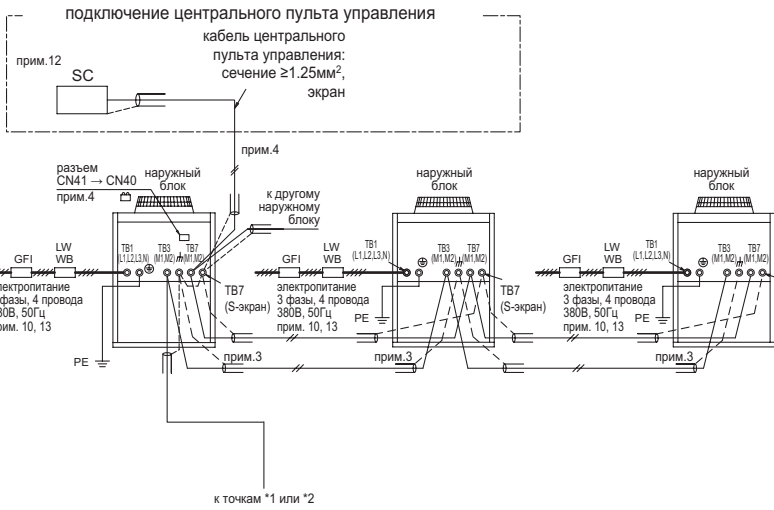 подключение центрального пульта управления
прим.12
SC
кабель центрального
пульта управления:
сечение ≥1.25мм²,
экран
прим.4
разъем
CN41 → CN40
прим.4
наружный
блок
к другому
наружному
блоку
наружный
блок
наружный
блок
GFI
LW
WB
TB1
(L1,L2,L3,N)
TB3
(M1,M2)
TB7
(M1,M2)
электропитание
фазы, 4 провода
80В, 50Гц
рим. 10, 13
PE
TB7
(S-экран)
GFI
LW
WB
TB1
(L1,L2,L3,N)
TB3
(M1,M2)
TB7
(M1,M2)
электропитание
3 фазы, 4 провода
380В, 50Гц
прим. 10, 13
PE
TB7
(S-экран)
GFI
LW
WB
TB1
(L1,L2,L3,N)
TB3
(M1,M2)
TB7
(M1,M2)
электропитание
3 фазы, 4 провода
380В, 50Гц
прим. 10, 13
PE
прим.3
прим.3
прим.3
к точкам *1 или *2